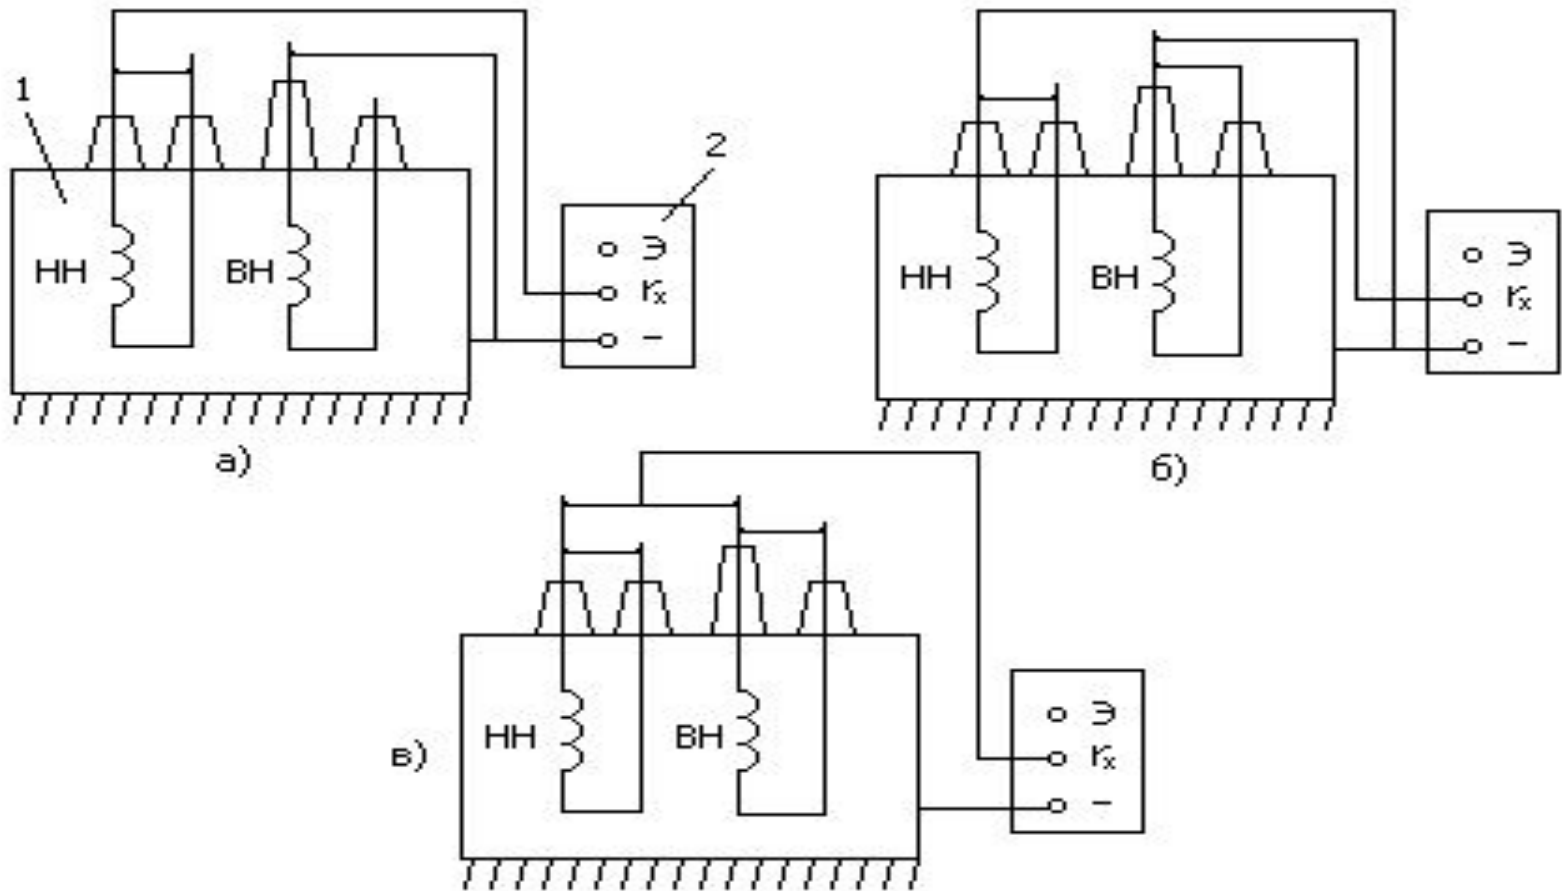 1
НН
ВН
2
Э
rx
-
а)
НН
ВН
Э
rx
-
б)
НН
ВН
Э
rx
-
в)